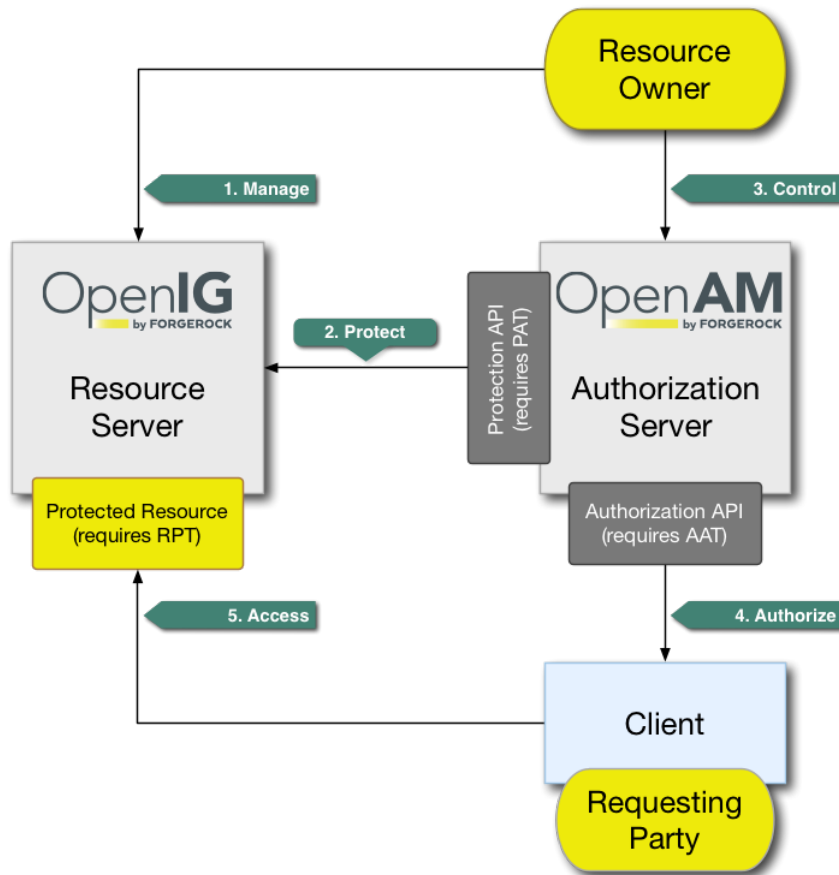 Resource
Owner
1. Manage
3. Control
OpenIG
by FORGEROCK
Resource
Server
2. Protect
Protection API
(requires PAT)
OpenAM
by FORGEROCK
Authorization
Server
Protected Resource
(requires RPT)
Authorization API
(requires AAT)
5. Access
4. Authorize
Client
Requesting
Party